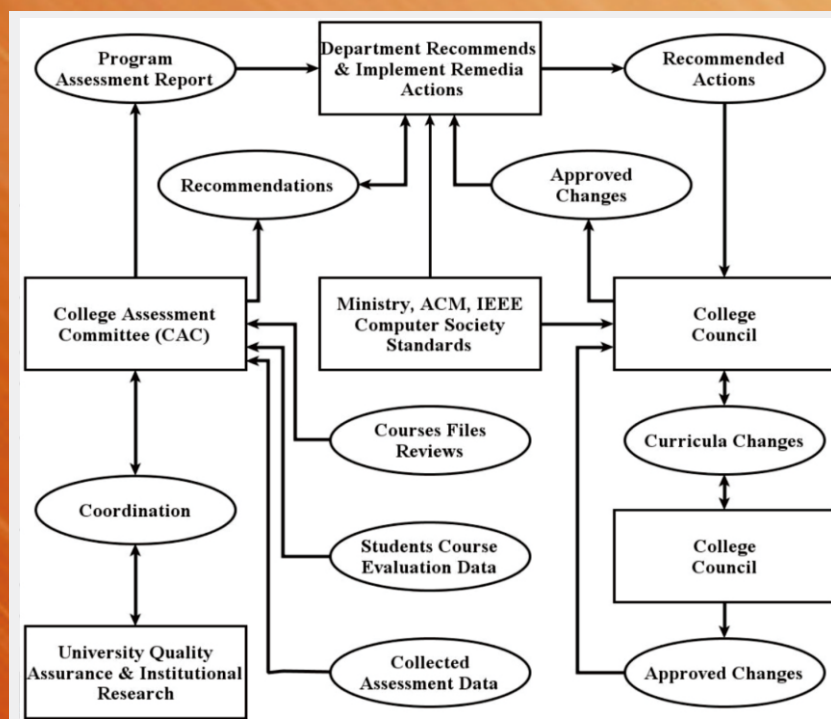 Program
Assessment Report
Department Recommends
& Implement Remedia
Actions
Recommended
Actions
Recommendations
Approved
Changes
College Assessment
Committee (CAC)
Ministry, ACM, IEEE
Computer Society
Standards
College
Council
Courses Files
Reviews
Curricula Changes
Coordination
Students Course
Evaluation Data
College
Council
University Quality
Assurance & Institutional
Research
Collected
Assessment Data
Approved Changes